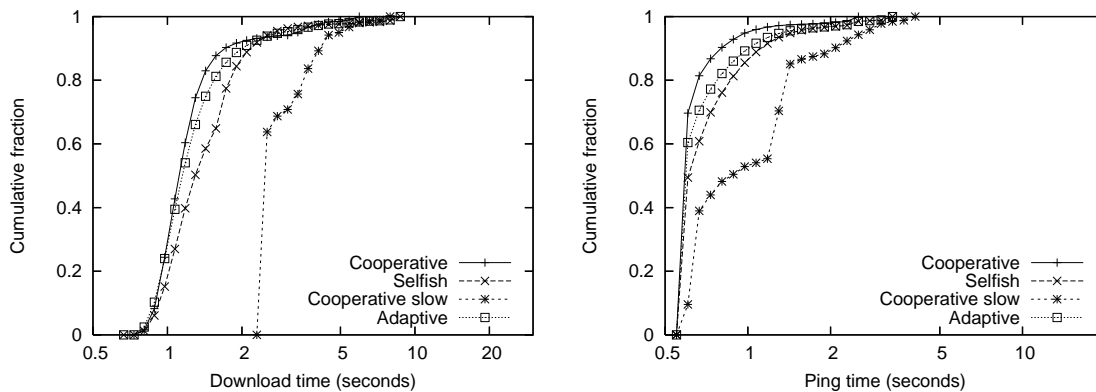 1
0.8
0.6
0.4
0.2
0
Cumulative fraction
Cooperative
Selfish
Cooperative slow
Adaptive
0.5 1 2 5 10 20
Download time (seconds)
1
0.8
0.6
0.4
0.2
0
Cumulative fraction
Cooperative
Selfish
Cooperative slow
Adaptive
0.5 1 2 5 10
Ping time (seconds)